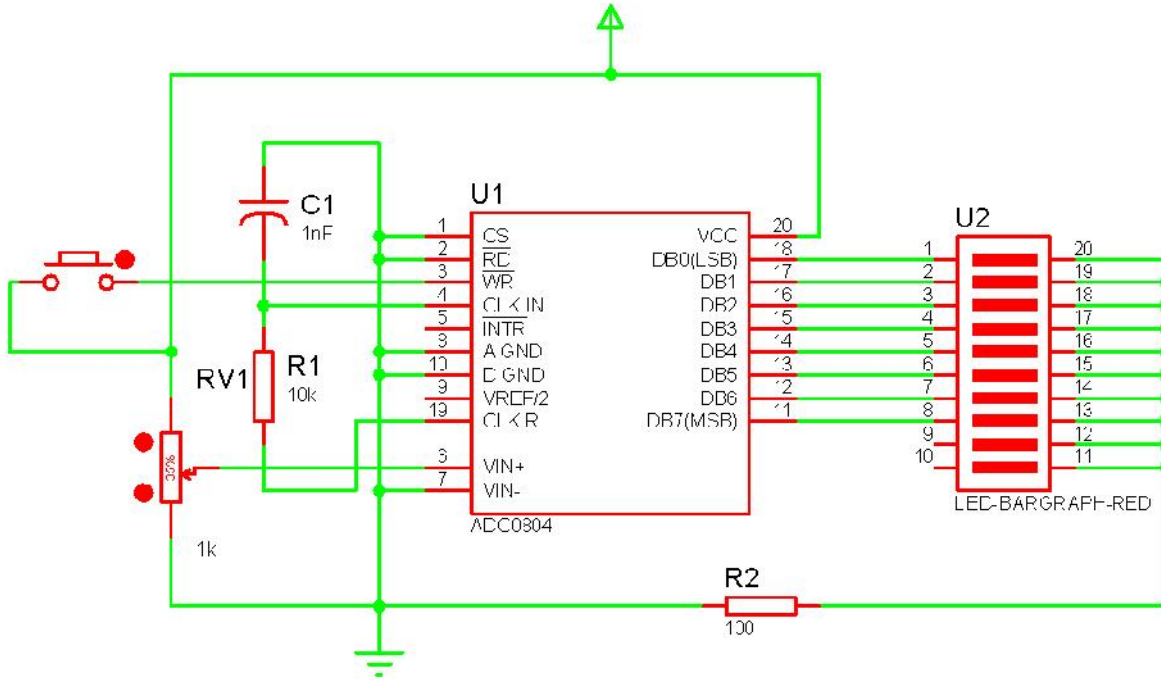 C1
1nF
U1
U2
1 CS VCC 20
2 RD DB0(LSB) 18
3 WR DB1 17
4 CLK IN DB2 16
5 INTR DB3 15
8 A GND DB4 14
10 D GND DB5 13
9 VREF/2 DB6 12
19 CLK R DB7(MSB) 11
6 VIN+
7 VIN-
ADC0804
RV1
R1
10k
1k
1 20
2 19
3 18
4 17
5 16
6 15
7 14
8 13
9 12
10 11
LED-BARGRAPH-RED
R2
100